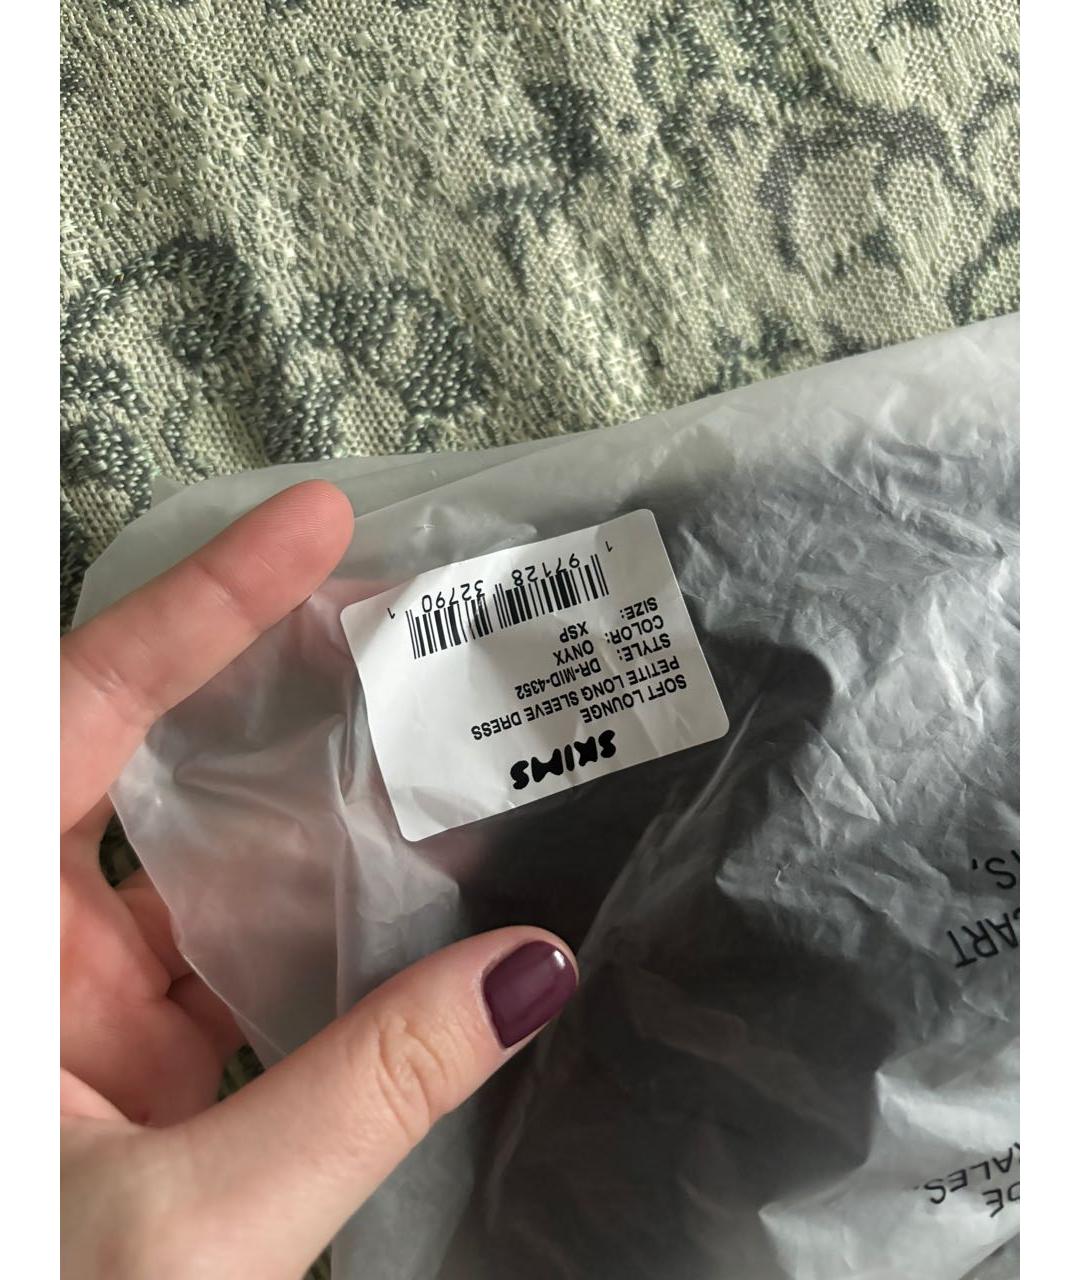 SKIMS
SOFT LOUNGE
PETITE LONG SLEEVE DRESS
STYLE: DR-MID-4352
COLOR: ONYX
SIZE: XSP
1 97128 32790 1